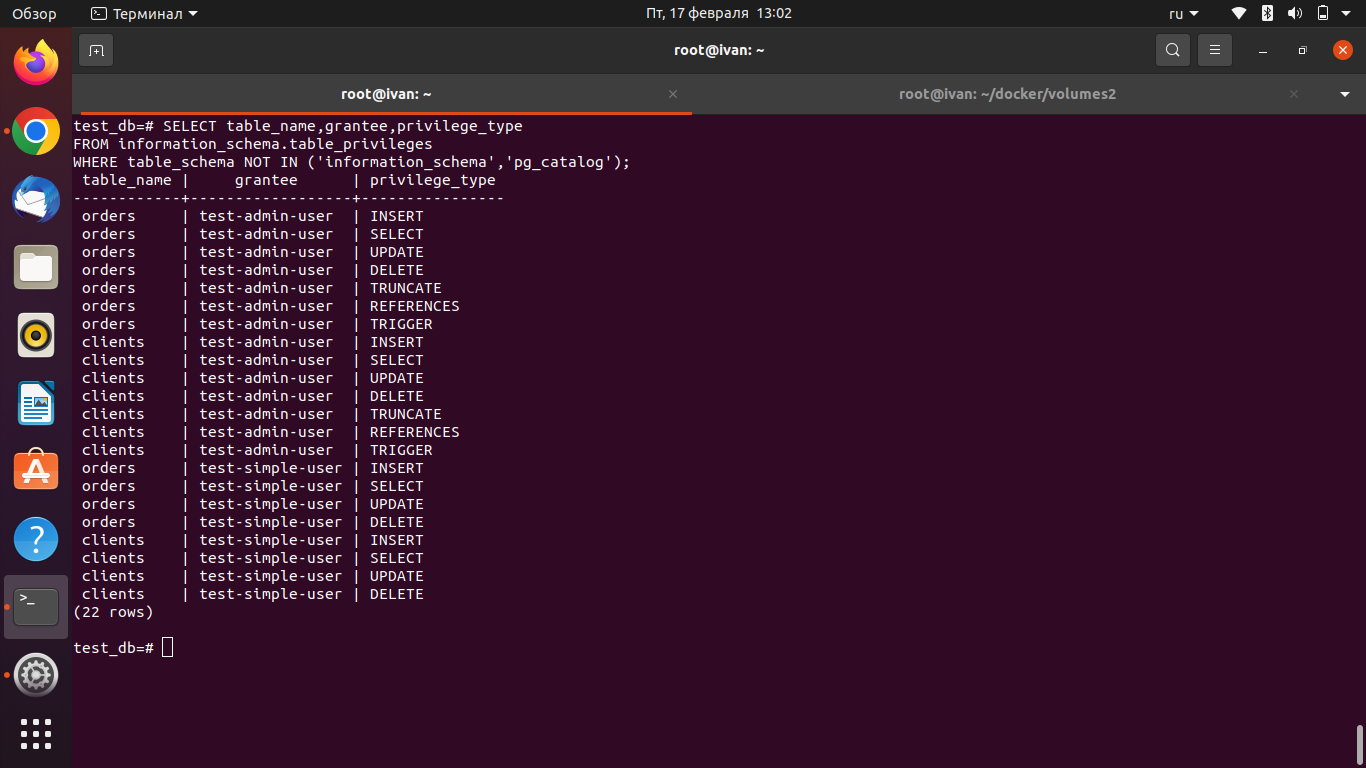 Обзор Терминал Пт, 17 февраля 13:02 ru
root@ivan: ~
root@ivan: ~ root@ivan: ~/docker/volumes2
test_db=# SELECT table_name,grantee,privilege_type
FROM information_schema.table_privileges
WHERE table_schema NOT IN ('information_schema','pg_catalog');
 table_name |     grantee      | privilege_type
------------+------------------+----------------
 orders     | test-admin-user  | INSERT
 orders     | test-admin-user  | SELECT
 orders     | test-admin-user  | UPDATE
 orders     | test-admin-user  | DELETE
 orders     | test-admin-user  | TRUNCATE
 orders     | test-admin-user  | REFERENCES
 orders     | test-admin-user  | TRIGGER
 clients    | test-admin-user  | INSERT
 clients    | test-admin-user  | SELECT
 clients    | test-admin-user  | UPDATE
 clients    | test-admin-user  | DELETE
 clients    | test-admin-user  | TRUNCATE
 clients    | test-admin-user  | REFERENCES
 clients    | test-admin-user  | TRIGGER
 orders     | test-simple-user | INSERT
 orders     | test-simple-user | SELECT
 orders     | test-simple-user | UPDATE
 orders     | test-simple-user | DELETE
 clients    | test-simple-user | INSERT
 clients    | test-simple-user | SELECT
 clients    | test-simple-user | UPDATE
 clients    | test-simple-user | DELETE
(22 rows)
test_db=#